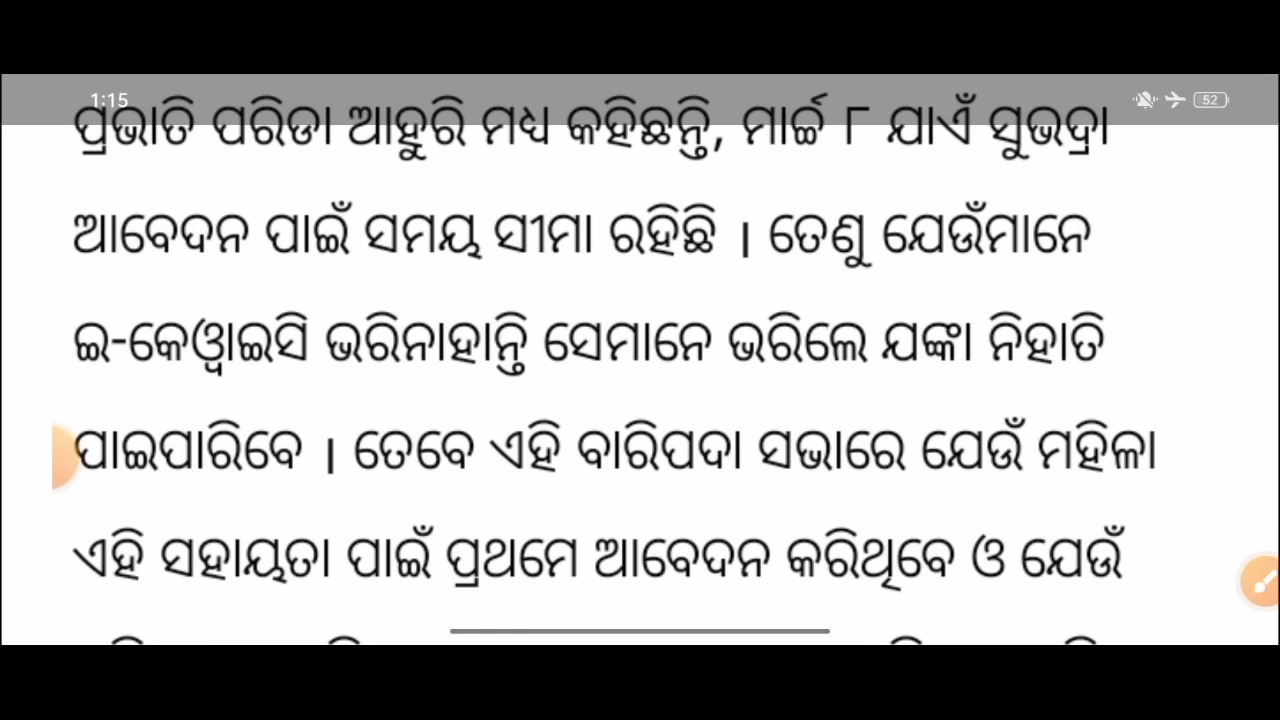 1:15
52
ପ୍ରଭାତି ପରିଡା ଆହୁରି ମଧ୍ୟ କହିଛନ୍ତି, ମାର୍ଚ୍ଚ ୮ ଯାଏଁ ସୁଭଦ୍ରା
ଆବେଦନ ପାଇଁ ସମୟ ସୀମା ରହିଛି । ତେଣୁ ଯେଉଁମାନେ
ଇ-କେୱାଇସି ଭରିନାହାନ୍ତି ସେମାନେ ଭରିଲେ ଯଙ୍କା ନିହାତି
ପାଇପାରିବେ । ତେବେ ଏହି ବାରିପଦା ସଭାରେ ଯେଉଁ ମହିଳା
ଏହି ସହାୟତା ପାଇଁ ପ୍ରଥମେ ଆବେଦନ କରିଥିବେ ଓ ଯେଉଁ